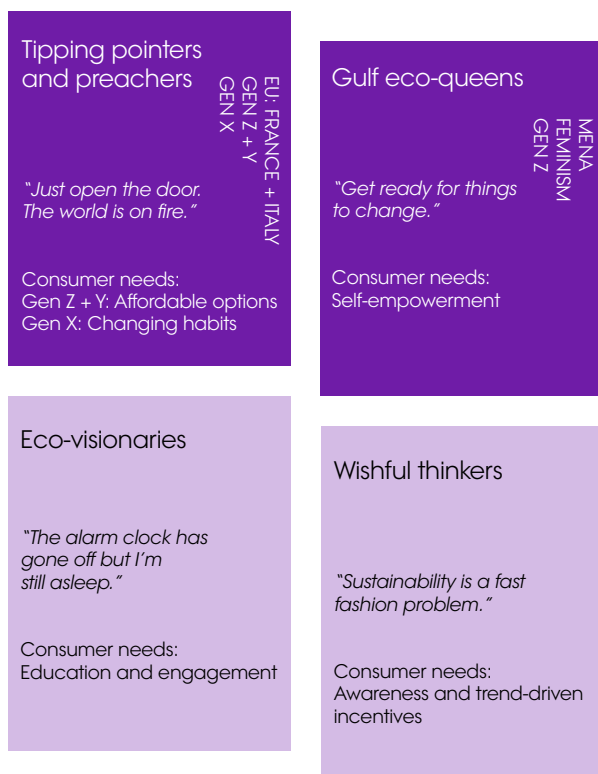 Tipping pointers
and preachers
EU: FRANCE + ITALY
GEN Z + Y
GEN X
“Just open the door.
The world is on fire.”
Consumer needs:
Gen Z + Y: Affordable options
Gen X: Changing habits
Gulf eco-queens
MENA
FEMINISM
GEN Z
“Get ready for things
to change.”
Consumer needs:
Self-empowerment
Eco-visionaries
“The alarm clock has
gone off but I’m
still asleep.”
Consumer needs:
Education and engagement
Wishful thinkers
“Sustainability is a fast
fashion problem.”
Consumer needs:
Awareness and trend-driven
incentives